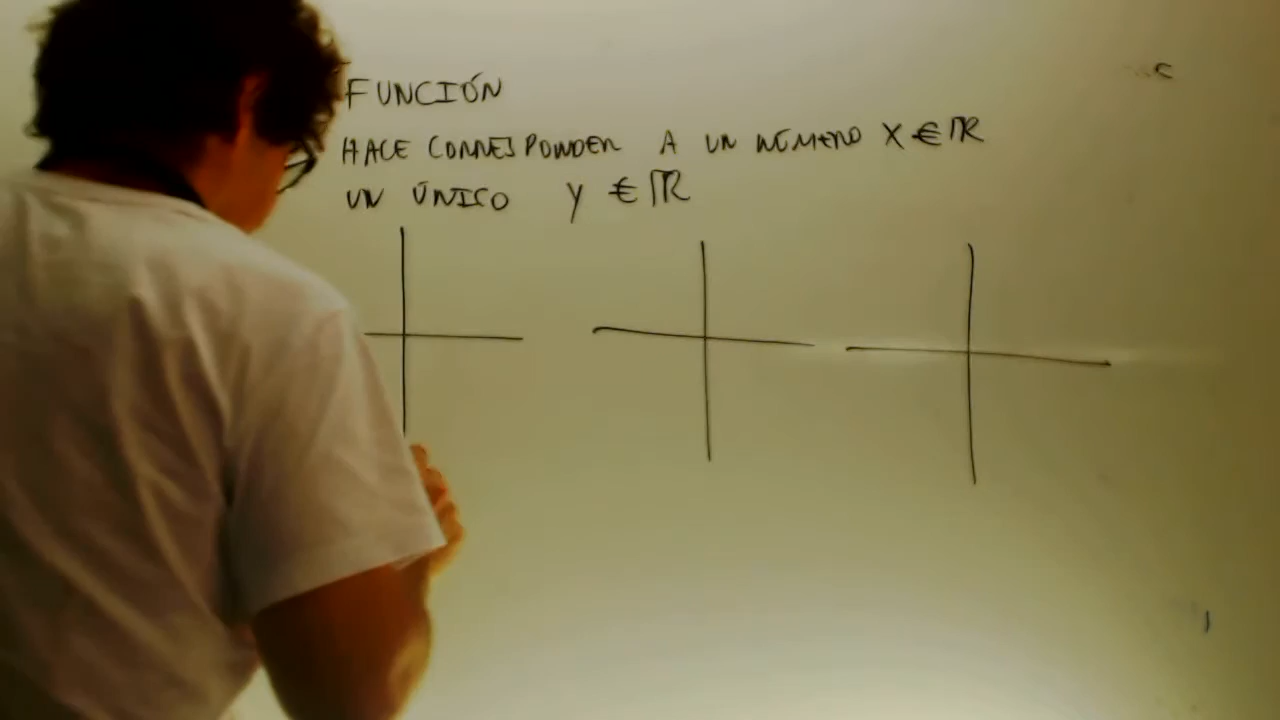 FUNCIÓN
HACE CORRESPONDER A UN NÚMERO X ∈ ℝ
UN ÚNICO Y ∈ ℝ